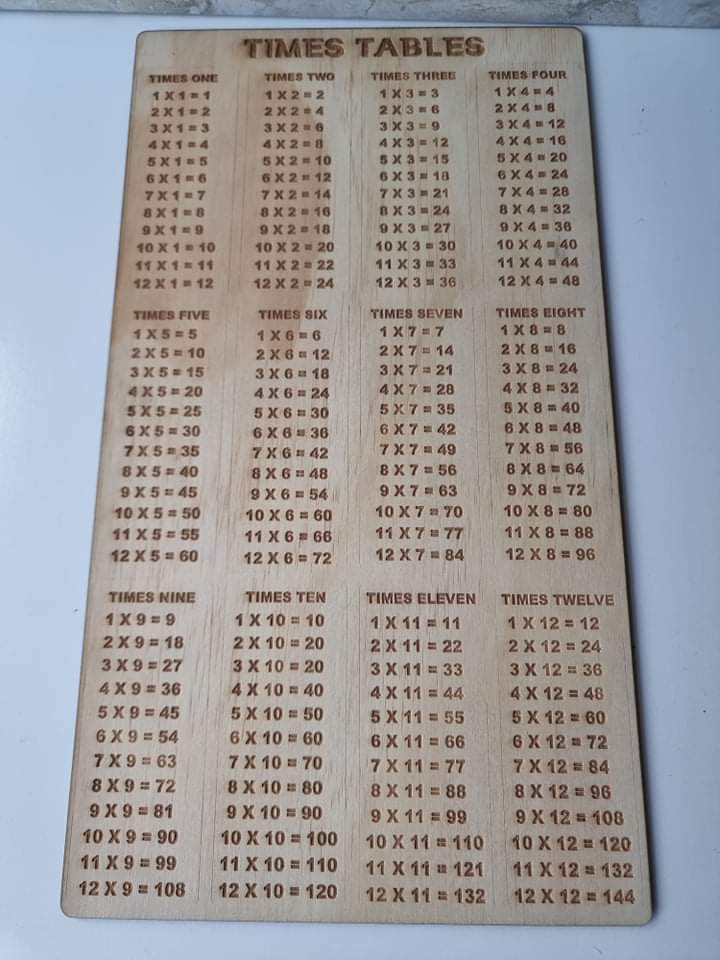 TIMES TABLES
TIMES ONE
1 X 1 = 1
2 X 1 = 2
3 X 1 = 3
4 X 1 = 4
5 X 1 = 5
6 X 1 = 6
7 X 1 = 7
8 X 1 = 8
9 X 1 = 9
10 X 1 = 10
11 X 1 = 11
12 X 1 = 12
TIMES TWO
1 X 2 = 2
2 X 2 = 4
3 X 2 = 6
4 X 2 = 8
5 X 2 = 10
6 X 2 = 12
7 X 2 = 14
8 X 2 = 16
9 X 2 = 18
10 X 2 = 20
11 X 2 = 22
12 X 2 = 24
TIMES THREE
1 X 3 = 3
2 X 3 = 6
3 X 3 = 9
4 X 3 = 12
5 X 3 = 15
6 X 3 = 18
7 X 3 = 21
8 X 3 = 24
9 X 3 = 27
10 X 3 = 30
11 X 3 = 33
12 X 3 = 36
TIMES FOUR
1 X 4 = 4
2 X 4 = 8
3 X 4 = 12
4 X 4 = 16
5 X 4 = 20
6 X 4 = 24
7 X 4 = 28
8 X 4 = 32
9 X 4 = 36
10 X 4 = 40
11 X 4 = 44
12 X 4 = 48
TIMES FIVE
1 X 5 = 5
2 X 5 = 10
3 X 5 = 15
4 X 5 = 20
5 X 5 = 25
6 X 5 = 30
7 X 5 = 35
8 X 5 = 40
9 X 5 = 45
10 X 5 = 50
11 X 5 = 55
12 X 5 = 60
TIMES SIX
1 X 6 = 6
2 X 6 = 12
3 X 6 = 18
4 X 6 = 24
5 X 6 = 30
6 X 6 = 36
7 X 6 = 42
8 X 6 = 48
9 X 6 = 54
10 X 6 = 60
11 X 6 = 66
12 X 6 = 72
TIMES SEVEN
1 X 7 = 7
2 X 7 = 14
3 X 7 = 21
4 X 7 = 28
5 X 7 = 35
6 X 7 = 42
7 X 7 = 49
8 X 7 = 56
9 X 7 = 63
10 X 7 = 70
11 X 7 = 77
12 X 7 = 84
TIMES EIGHT
1 X 8 = 8
2 X 8 = 16
3 X 8 = 24
4 X 8 = 32
5 X 8 = 40
6 X 8 = 48
7 X 8 = 56
8 X 8 = 64
9 X 8 = 72
10 X 8 = 80
11 X 8 = 88
12 X 8 = 96
TIMES NINE
1 X 9 = 9
2 X 9 = 18
3 X 9 = 27
4 X 9 = 36
5 X 9 = 45
6 X 9 = 54
7 X 9 = 63
8 X 9 = 72
9 X 9 = 81
10 X 9 = 90
11 X 9 = 99
12 X 9 = 108
TIMES TEN
1 X 10 = 10
2 X 10 = 20
3 X 10 = 20
4 X 10 = 40
5 X 10 = 50
6 X 10 = 60
7 X 10 = 70
8 X 10 = 80
9 X 10 = 90
10 X 10 = 100
11 X 10 = 110
12 X 10 = 120
TIMES ELEVEN
1 X 11 = 11
2 X 11 = 22
3 X 11 = 33
4 X 11 = 44
5 X 11 = 55
6 X 11 = 66
7 X 11 = 77
8 X 11 = 88
9 X 11 = 99
10 X 11 = 110
11 X 11 = 121
12 X 11 = 132
TIMES TWELVE
1 X 12 = 12
2 X 12 = 24
3 X 12 = 36
4 X 12 = 48
5 X 12 = 60
6 X 12 = 72
7 X 12 = 84
8 X 12 = 96
9 X 12 = 108
10 X 12 = 120
11 X 12 = 132
12 X 12 = 144